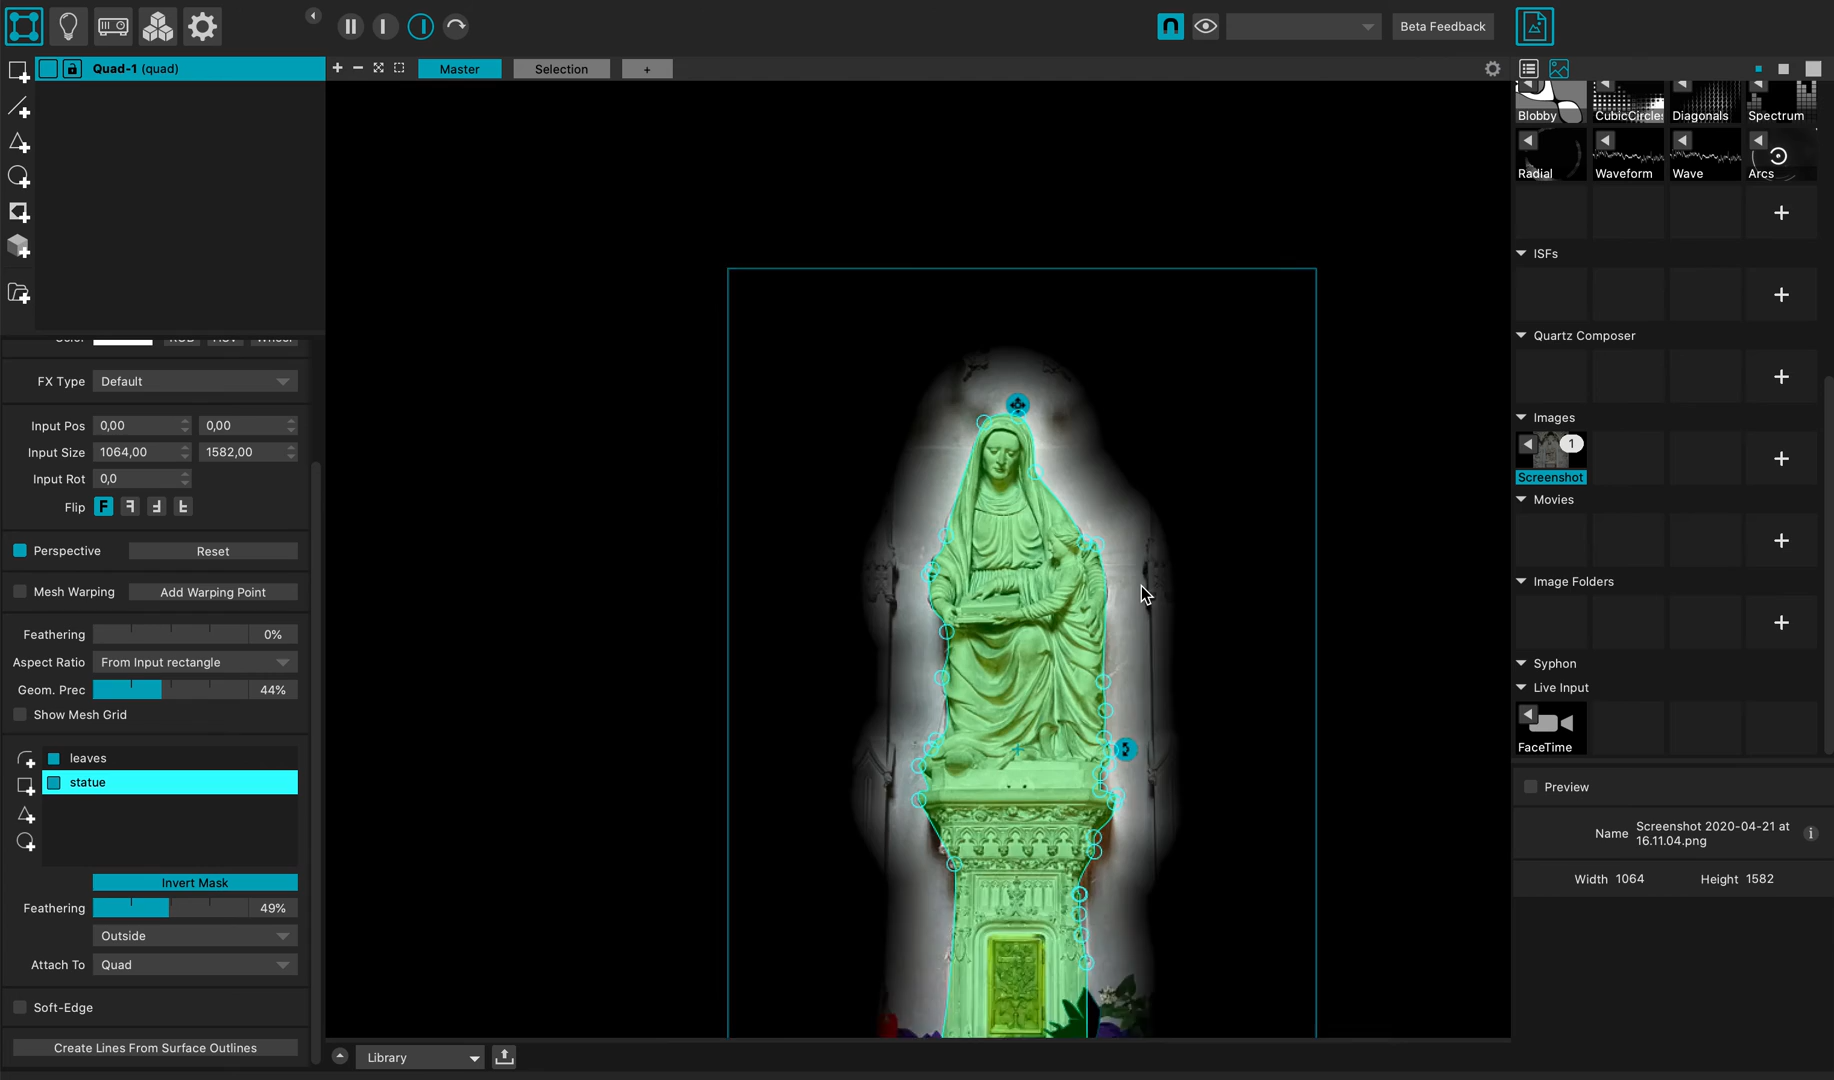 Beta Feedback
Quad-1 (quad)
Master
Selection
+
Blobby
CubicCircles
Diagonals
Spectrum
Radial
Waveform
Wave
Arcs
ISFs
Quartz Composer
Images
1
Screenshot
Movies
Image Folders
Syphon
Live Input
FaceTime
Preview
Name Screenshot 2020-04-21 at
16.11.04.png
Width 1064 Height 1582
Color RGB HSV Wheel
FX Type Default
Input Pos 0,00 0,00
Input Size 1064,00 1582,00
Input Rot 0,0
Flip F
Perspective Reset
Mesh Warping Add Warping Point
Feathering 0%
Aspect Ratio From Input rectangle
Geom. Prec 44%
Show Mesh Grid
leaves
statue
Invert Mask
Feathering 49%
Outside
Attach To Quad
Soft-Edge
Create Lines From Surface Outlines
Library